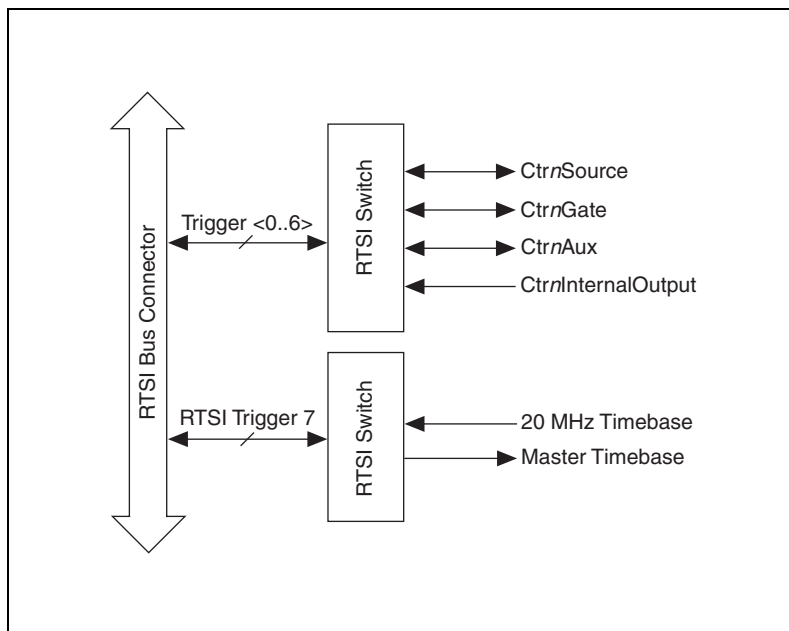 RTSI Bus Connector
Trigger <0..6>
RTSI Switch
CtrnSource
CtrnGate
CtrnAux
CtrnInternalOutput
RTSI Trigger 7
RTSI Switch
20 MHz Timebase
Master Timebase